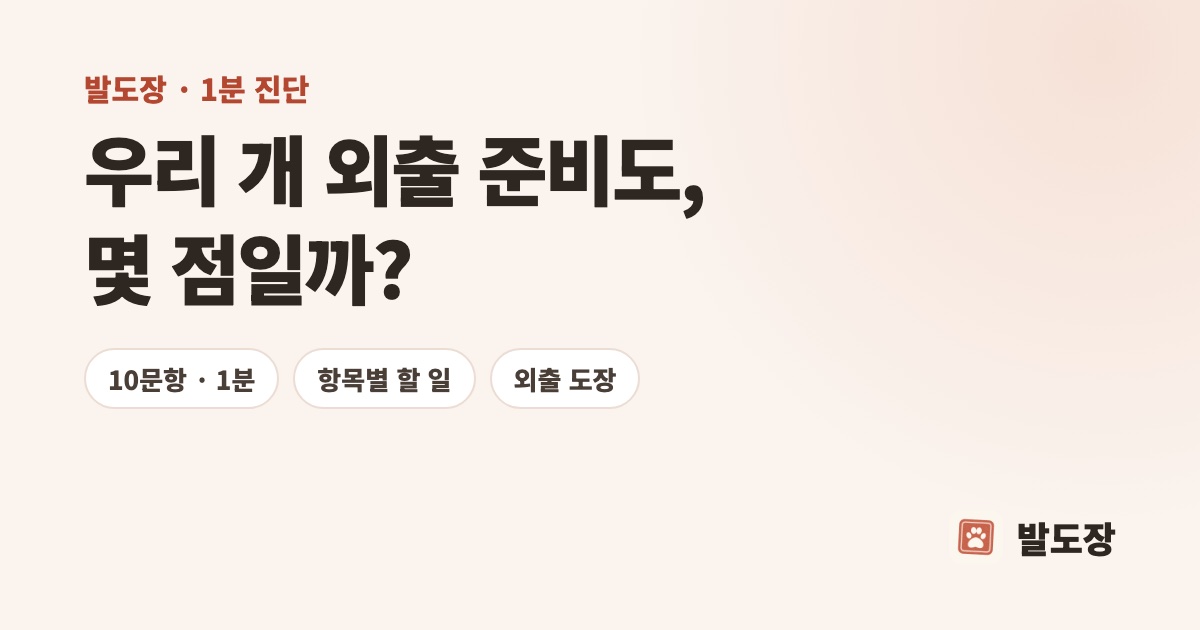 발도장 · 1분 진단
우리 개 외출 준비도,
몇 점일까?
10문항 · 1분
항목별 할 일
외출 도장
발도장